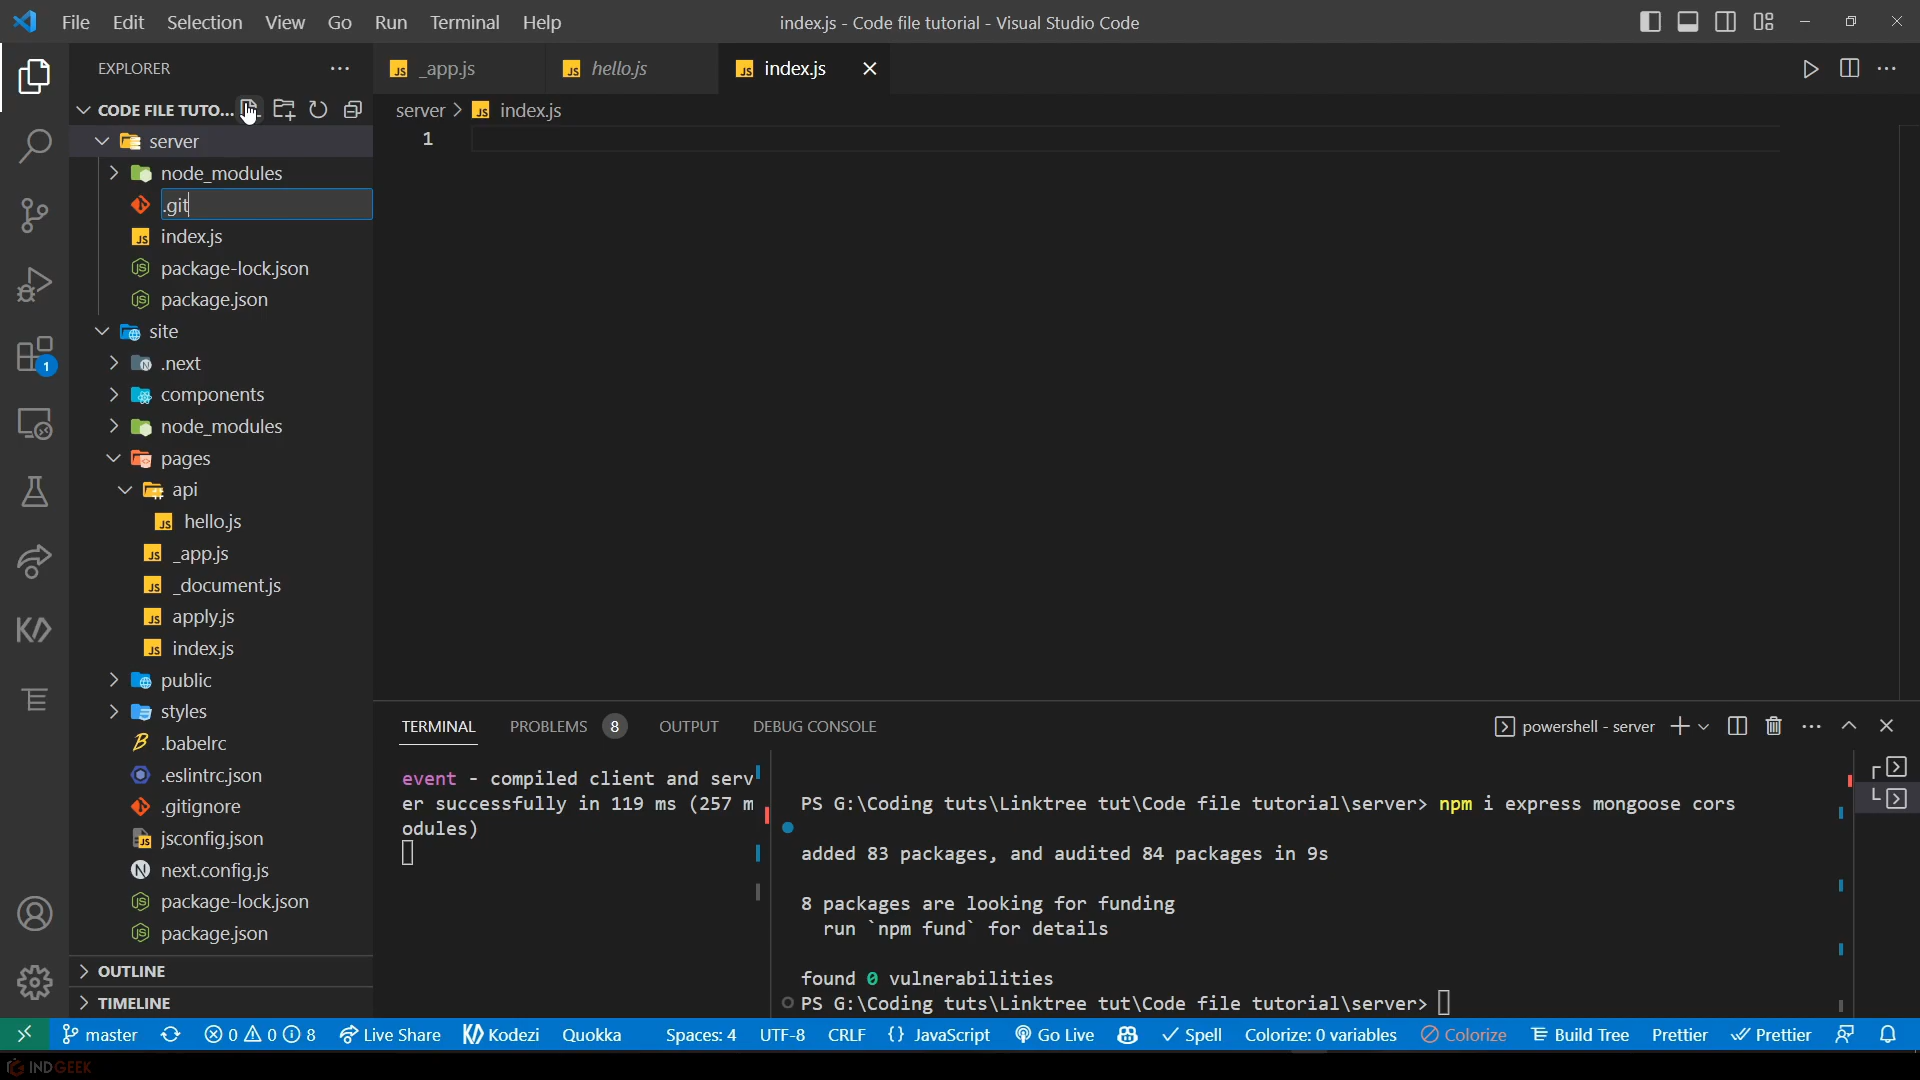 File Edit Selection View Go Run Terminal Help
index.js - Code file tutorial - Visual Studio Code
EXPLORER
_app.js
hello.js
index.js
CODE FILE TUTO...
server > index.js
1
server
node_modules
.git
index.js
package-lock.json
package.json
site
.next
components
node_modules
pages
api
hello.js
_app.js
_document.js
apply.js
index.js
public
styles
.babelrc
.eslintrc.json
.gitignore
jsconfig.json
next.config.js
package-lock.json
package.json
OUTLINE
TIMELINE
1
TERMINAL PROBLEMS 8 OUTPUT DEBUG CONSOLE
powershell - server
event - compiled client and serv
er successfully in 119 ms (257 m
odules)
PS G:\Coding tuts\Linktree tut\Code file tutorial\server> npm i express mongoose cors
added 83 packages, and audited 84 packages in 9s
8 packages are looking for funding
run `npm fund` for details
found 0 vulnerabilities
PS G:\Coding tuts\Linktree tut\Code file tutorial\server>
master 0 0 8 Live Share Kodezi Quokka Spaces: 4 UTF-8 CRLF {} JavaScript Go Live Spell Colorize: 0 variables Colorize Build Tree Prettier Prettier
INDGEEK